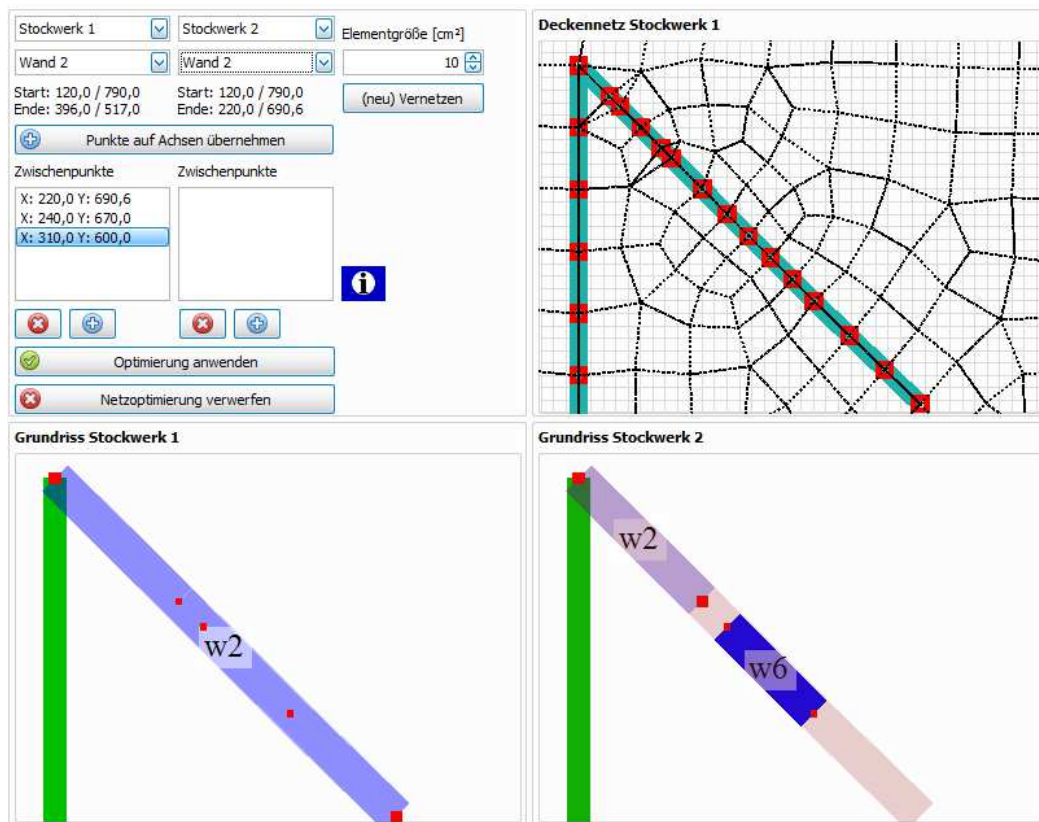 Stockwerk 1
Stockwerk 2
Elementgröße [cm²]
Wand 2
Wand 2
10
Start: 120,0 / 790,0
Ende: 396,0 / 517,0
Start: 120,0 / 790,0
Ende: 220,0 / 690,6
(neu) Vernetzen
Punkte auf Achsen übernehmen
Zwischenpunkte
Zwischenpunkte
X: 220,0 Y: 690,6
X: 240,0 Y: 670,0
X: 310,0 Y: 600,0
i
Optimierung anwenden
Netzoptimierung verwerfen
Deckennetz Stockwerk 1
Grundriss Stockwerk 1
w2
Grundriss Stockwerk 2
w2
w6